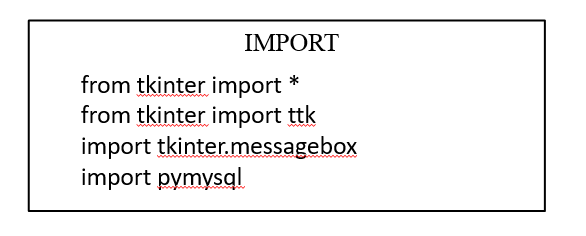 IMPORT
from tkinter import *
from tkinter import ttk
import tkinter.messagebox
import pymysql